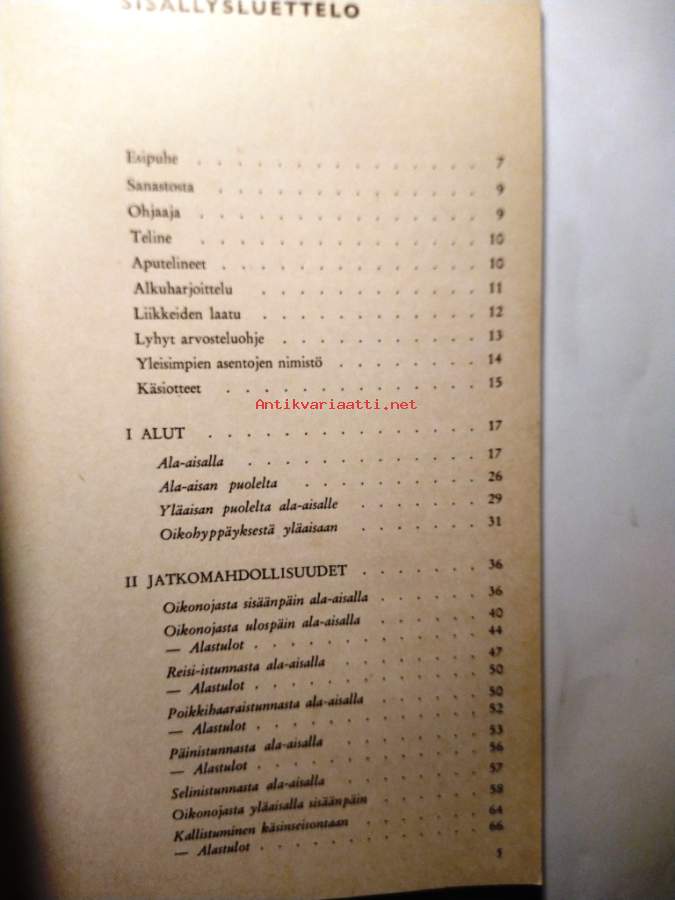 SISÄLLYSLUETTELO
Esipuhe . . . . . . . . . . . . . . 7
Sanastosta . . . . . . . . . . . . . 9
Ohjaaja . . . . . . . . . . . . . . 9
Teline . . . . . . . . . . . . . . 10
Aputelineet . . . . . . . . . . . . . 10
Alkuharjoittelu . . . . . . . . . . . 11
Liikkeiden laatu . . . . . . . . . . . 12
Lyhyt arvosteluohje . . . . . . . . . . 13
Yleisimpien asentojen nimistö . . . . . . . 14
Käsiotteet . . . . . . . . . . . . . 15
Antikvariaatti.net
I ALUT . . . . . . . . . . . . . . 17
Ala-aisalla . . . . . . . . . . . . 17
Ala-aisan puolelta . . . . . . . . . 26
Yläaisan puolelta ala-aisalle . . . . . . 29
Oikohyppäyksestä yläaisaan . . . . . . 31
II JATKOMAHDOLLISUUDET . . . . . . 36
Oikonojasta sisäänpäin ala-aisalla . . . . . 36
Oikonojasta ulospäin ala-aisalla . . . . . 40
— Alastulot . . . . . . . . . . . 44
Reisi-istunnasta ala-aisalla . . . . . . . 47
— Alastulot . . . . . . . . . . . 50
Poikkihaaraistunnasta ala-aisalla . . . . . 50
— Alastulot . . . . . . . . . . . 52
Päinistunnasta ala-aisalla . . . . . . . 53
— Alastulot . . . . . . . . . . . 56
Selinistunnasta ala-aisalla . . . . . . . 57
Oikonojasta yläaisalla sisäänpäin . . . . . 58
Kallistuminen käsinseisontaan . . . . . . 64
— Alastulot . . . . . . . . . . . 66
5